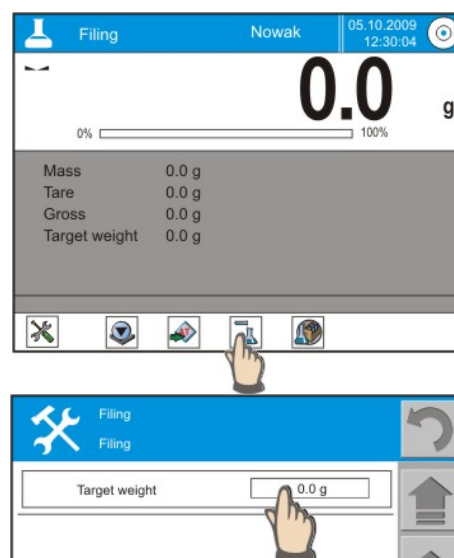 Filing Nowak 05.10.2009
12:30:04
0.0 g
0% 100%
Mass 0.0 g
Tare 0.0 g
Gross 0.0 g
Target weight 0.0 g
AT
Filing
Filing
Target weight 0.0 g